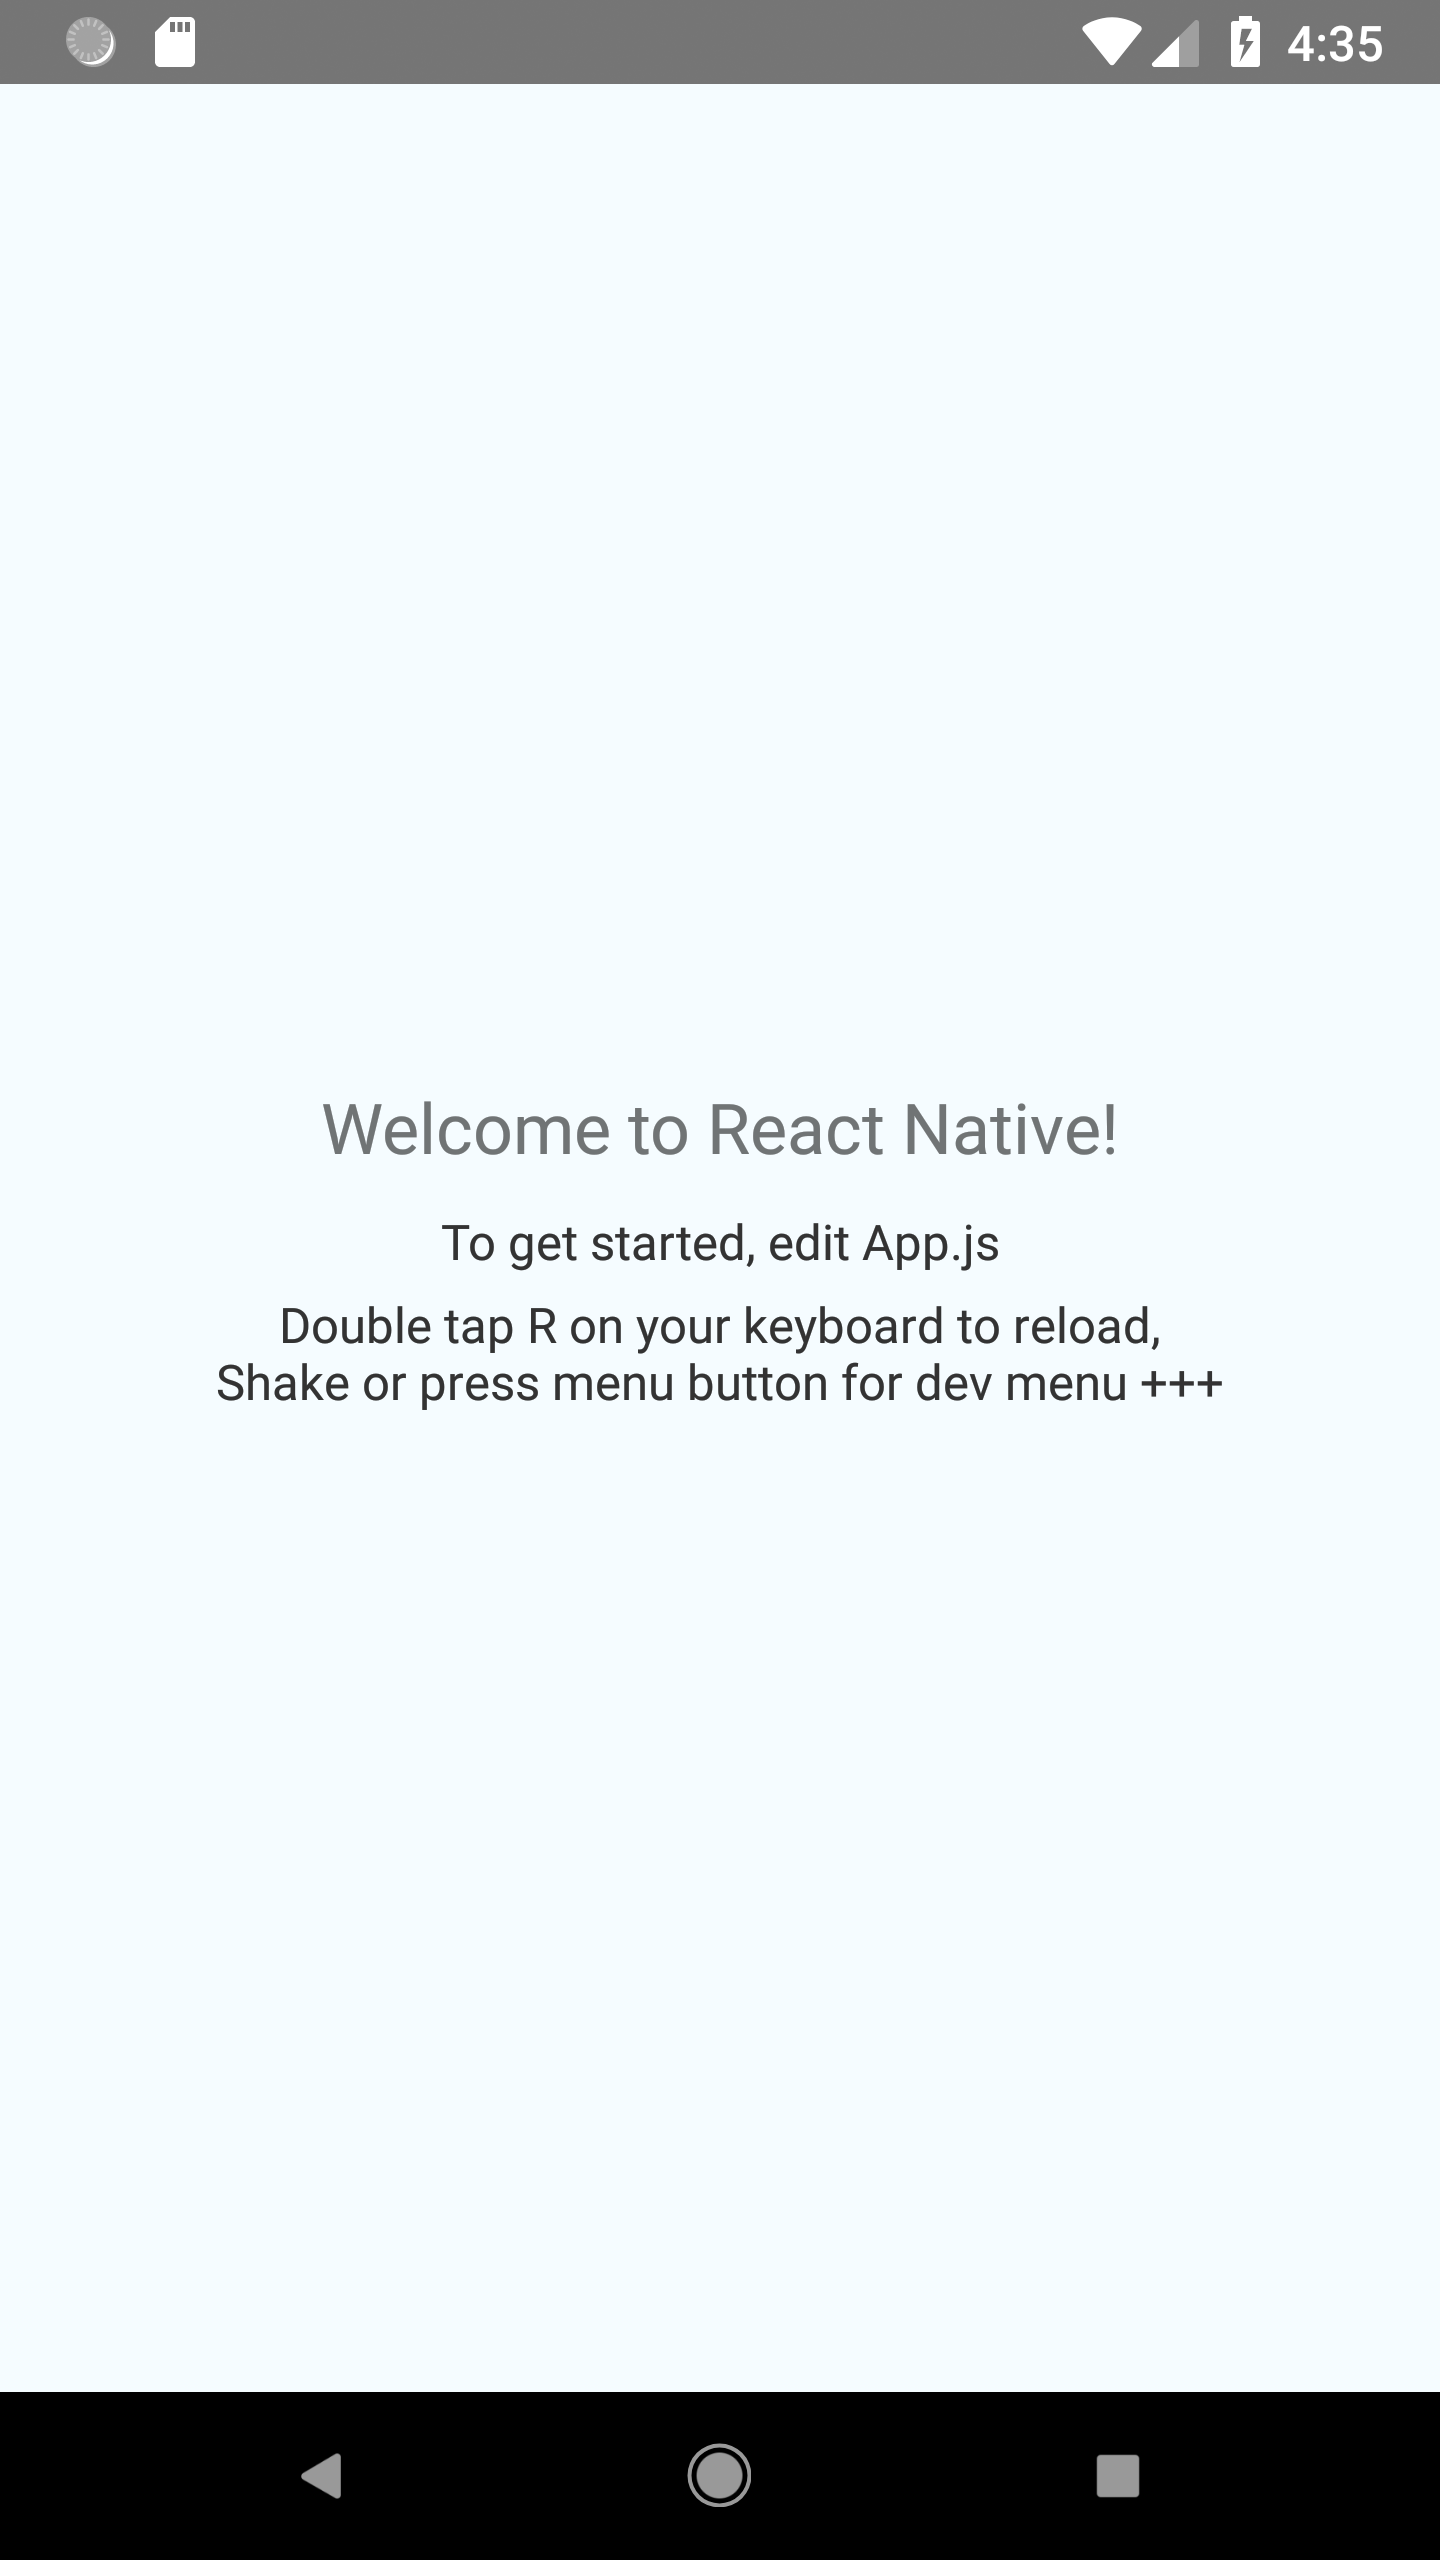 4:35
Welcome to React Native!
To get started, edit App.js
Double tap R on your keyboard to reload,
Shake or press menu button for dev menu +++